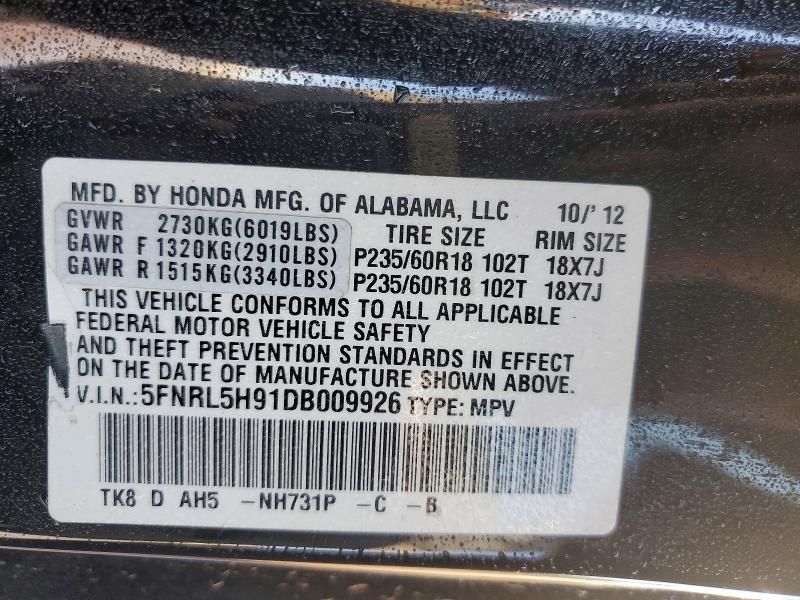 MFD. BY HONDA MFG. OF ALABAMA, LLC 10/' 12
GVWR 2730KG(6019LBS) TIRE SIZE RIM SIZE
GAWR F 1320KG(2910LBS) P235/60R18 102T 18X7J
GAWR R 1515KG(3340LBS) P235/60R18 102T 18X7J
THIS VEHICLE CONFORMS TO ALL APPLICABLE
FEDERAL MOTOR VEHICLE SAFETY
AND THEFT PREVENTION STANDARDS IN EFFECT
ON THE DATE OF MANUFACTURE SHOWN ABOVE.
V.I.N.:5FNRL5H91DB009926 TYPE: MPV
TK8 D AH5 -NH731P -C -B